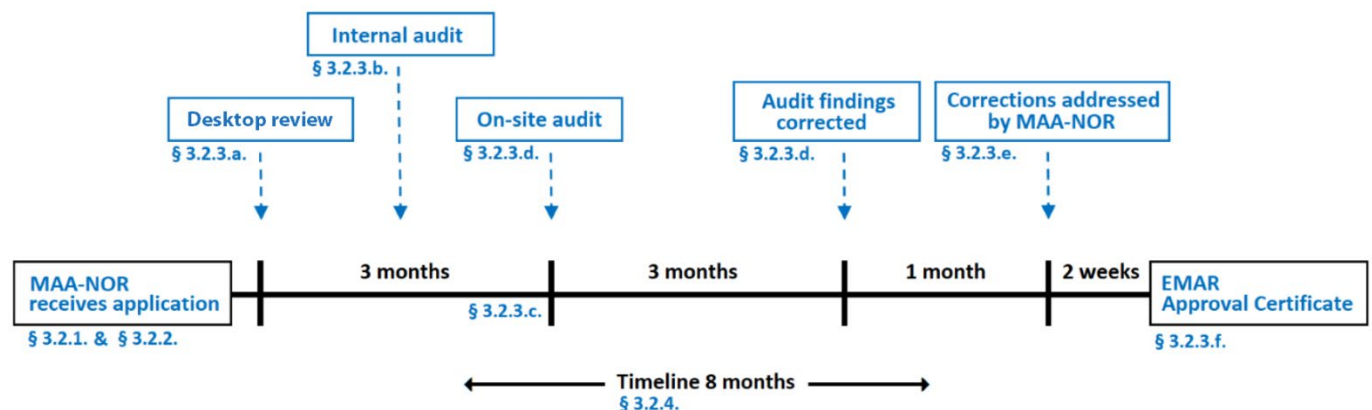 Internal audit
§ 3.2.3.b.
Desktop review
§ 3.2.3.a.
On-site audit
§ 3.2.3.d.
Audit findings
corrected
§ 3.2.3.d.
Corrections addressed
by MAA-NOR
§ 3.2.3.e.
MAA-NOR
receives application
§ 3.2.1. & § 3.2.2.
3 months
§ 3.2.3.c.
3 months
1 month
2 weeks
EMAR
Approval Certificate
§ 3.2.3.f.
Timeline 8 months
§ 3.2.4.